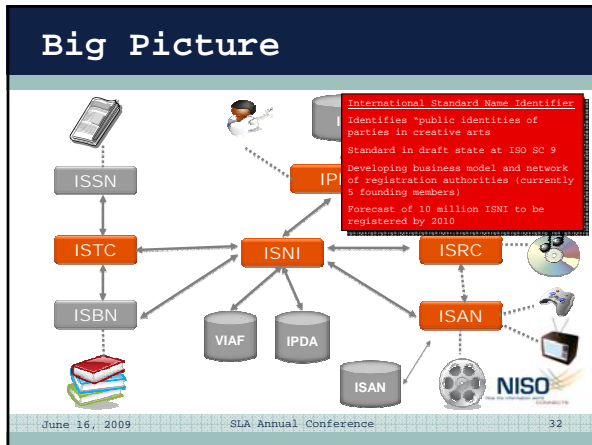 Big Picture
International Standard Name Identifier
Identifies "public identities of
parties in creative arts
Standard in draft state at ISO SC 9
Developing business model and network
of registration authorities (currently
5 founding members)
Forecast of 10 million ISNI to be
registered by 2010
ISSN
ISTC
ISNI
ISRC
ISBN
ISAN
VIAF
IPDA
ISAN
NISO
June 16, 2009
SLA Annual Conference
32